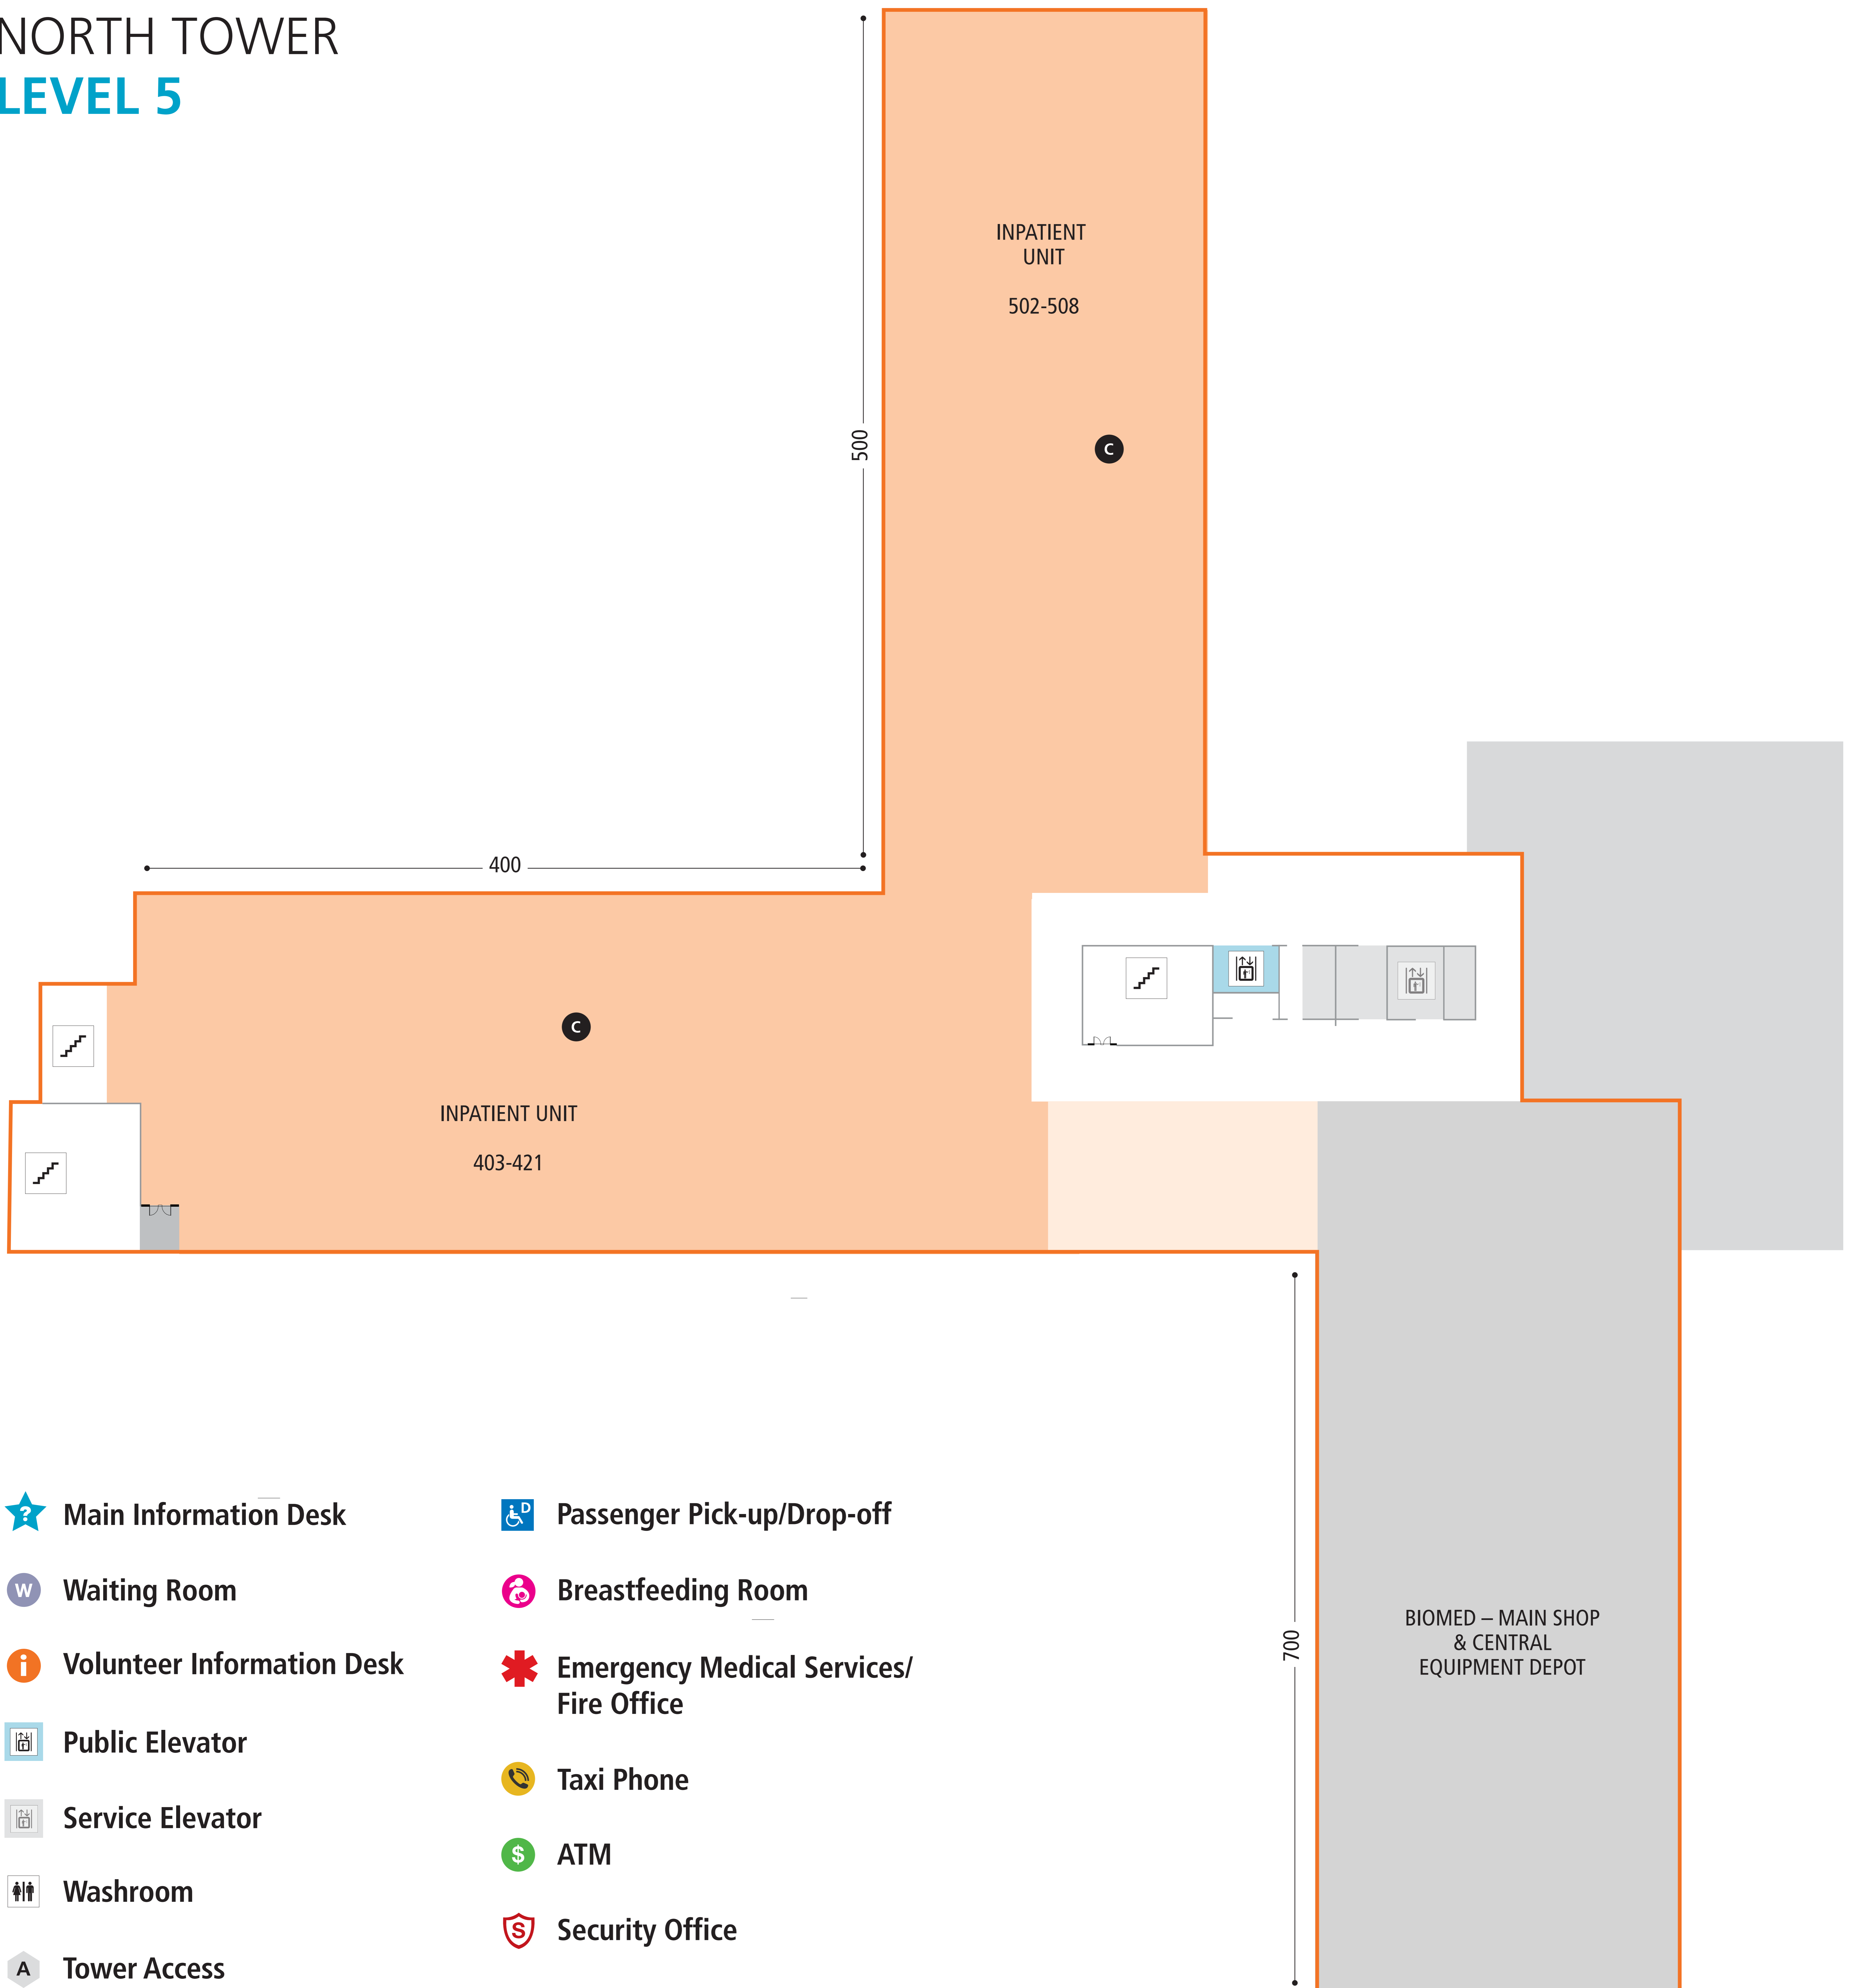 NORTH TOWER
LEVEL 5
INPATIENT
UNIT
502-508
500
C
400
C
INPATIENT UNIT
403-421
700
BIOMED – MAIN SHOP
& CENTRAL
EQUIPMENT DEPOT
? Main Information Desk
W Waiting Room
i Volunteer Information Desk
Public Elevator
Service Elevator
Washroom
A Tower Access
D Passenger Pick-up/Drop-off
Breastfeeding Room
Emergency Medical Services/
Fire Office
Taxi Phone
$ ATM
S Security Office